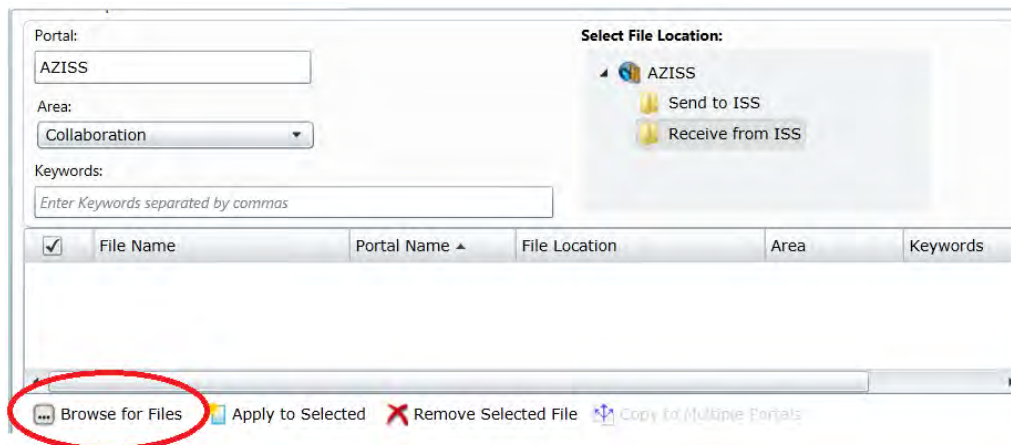 Portal:
AZISS
Area:
Collaboration
Keywords:
Enter Keywords separated by commas
Select File Location:
AZISS
Send to ISS
Receive from ISS
File Name Portal Name File Location Area Keywords
... Browse for Files Apply to Selected Remove Selected File Copy to Multiple Portals